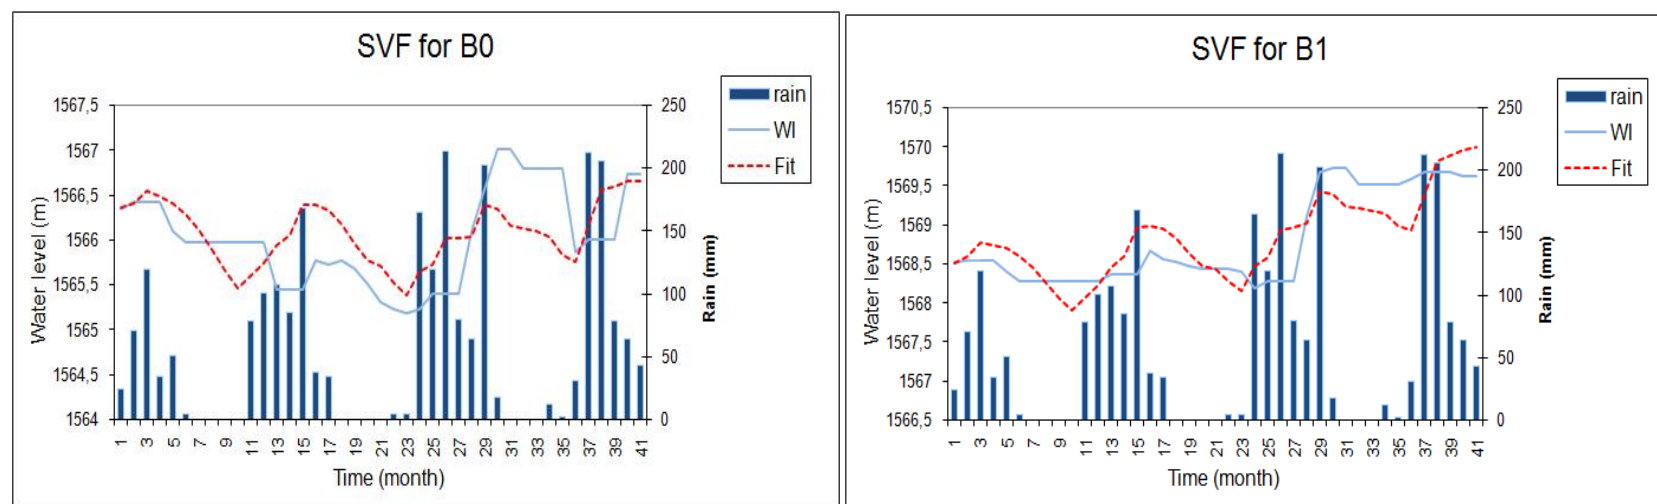 SVF for B0
rain
Wl
Fit
Water level (m)
1567,5
1567
1566,5
1566
1565,5
1565
1564,5
1564
250
200
150
100
50
0
Rain (mm)
1 3 5 7 9 11 13 15 17 19 21 23 25 27 29 31 33 35 37 39 41
Time (month)
SVF for B1
rain
Wl
Fit
Water level (m)
1570,5
1570
1569,5
1569
1568,5
1568
1567,5
1567
1566,5
250
200
150
100
50
0
Rain (mm)
1 3 5 7 9 11 13 15 17 19 21 23 25 27 29 31 33 35 37 39 41
Time (month)